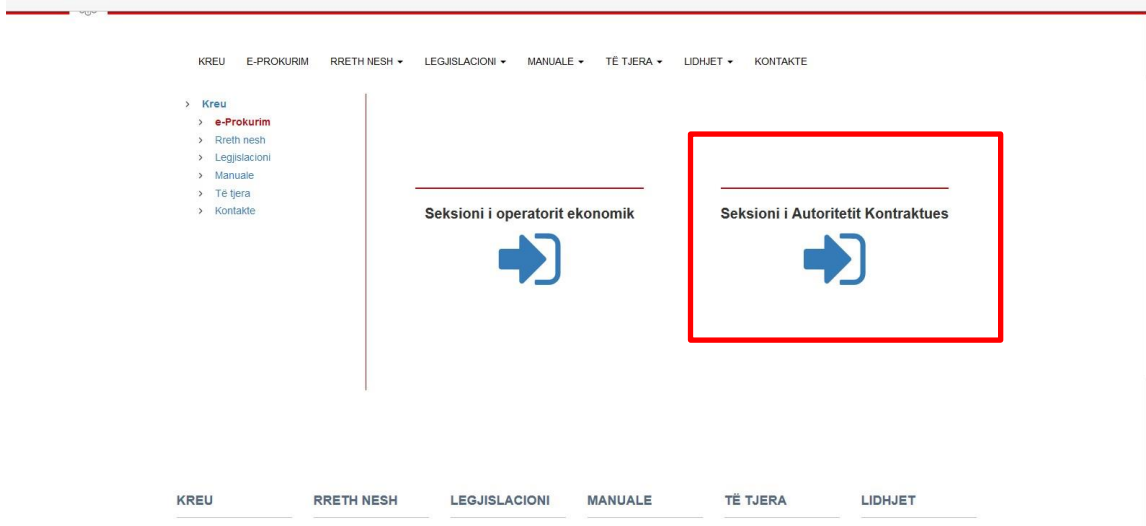 KREU E-PROKURIM RRETH NESH LEGJISLACIONI MANUALE TË TJERA LIDHJET KONTAKTE
Kreu
e-Prokurim
Rreth nesh
Legjislacioni
Manuale
Të tjera
Kontakte
Seksioni i operatorit ekonomik
Seksioni i Autoritetit Kontraktues
KREU RRETH NESH LEGJISLACIONI MANUALE TË TJERA LIDHJET